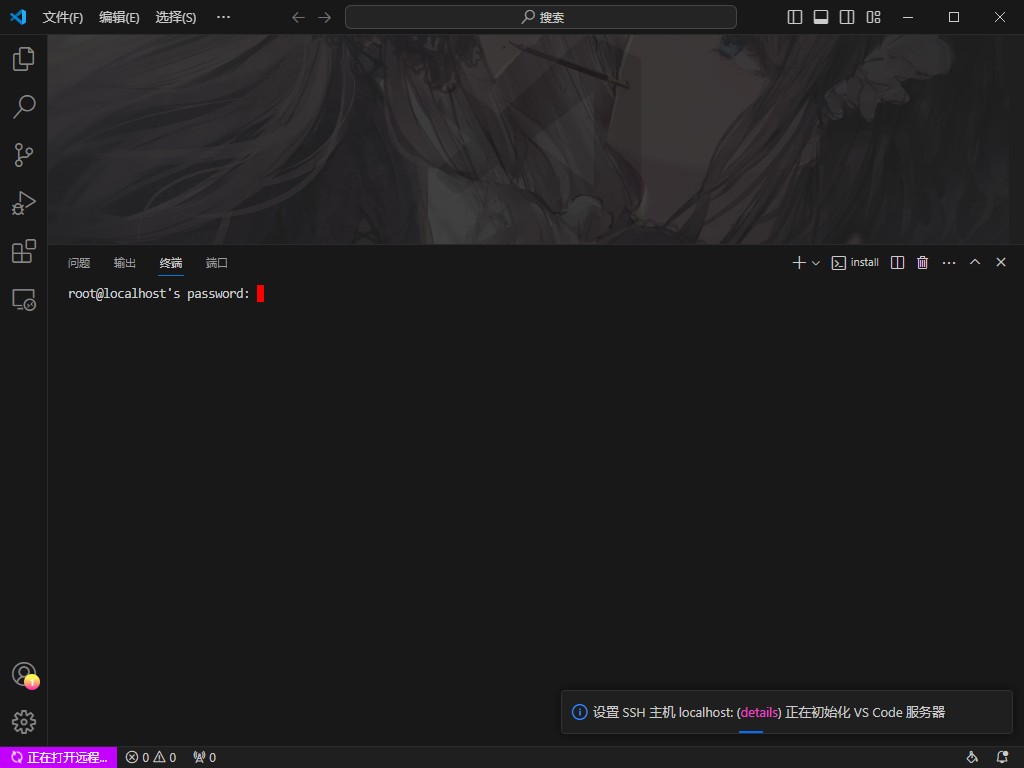 文件(F) 编辑(E) 选择(S) ··· 搜索
问题 输出 终端 端口 install
root@localhost's password:
设置 SSH 主机 localhost: (details) 正在初始化 VS Code 服务器
正在打开远程... 0 0 0